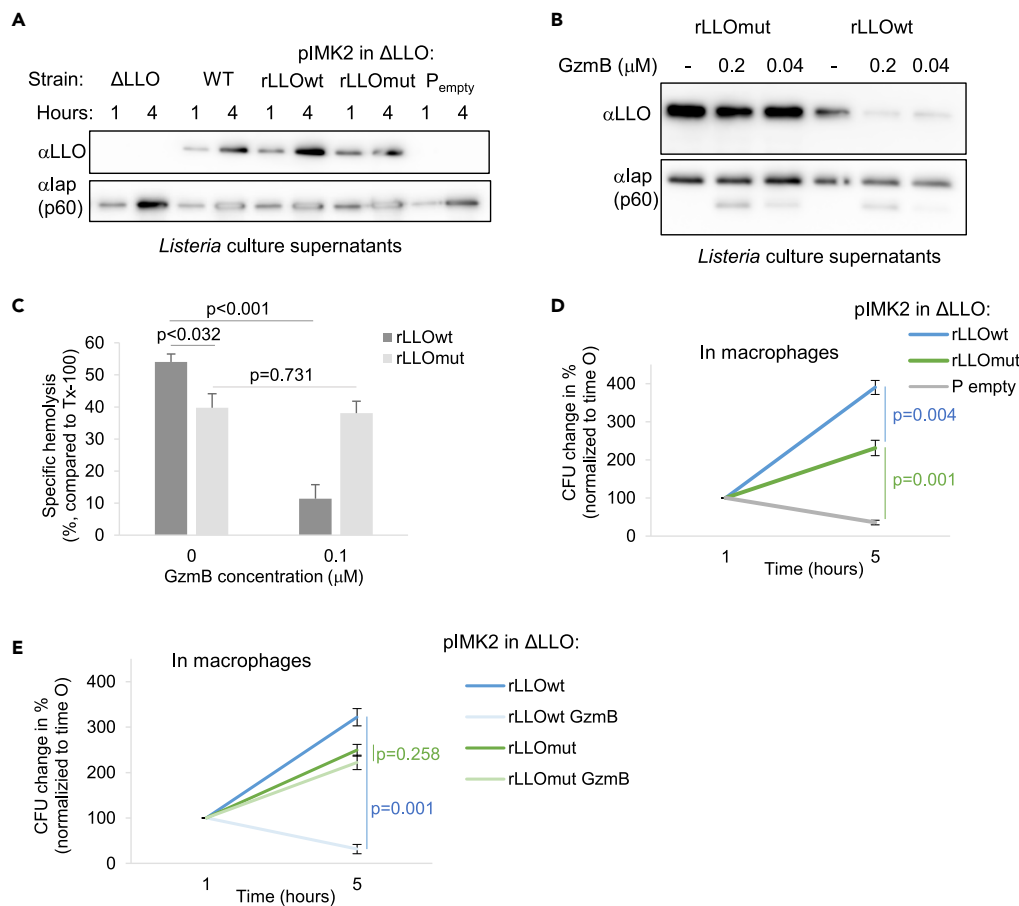 A
pIMK2 in ΔLLO:
Strain: ΔLLO WT rLLOwt rLLOmut Pempty
Hours: 1 4 1 4 1 4 1 4 1 4
αLLO
αIap
(p60)
Listeria culture supernatants
B
rLLOmut rLLOwt
GzmB (μM) - 0.2 0.04 - 0.2 0.04
αLLO
αIap
(p60)
Listeria culture supernatants
C
p<0.001
p<0.032
p=0.731
rLLOwt
rLLOmut
Specific hemolysis
(%, compared to Tx-100)
60
50
40
30
20
10
0
0 0.1
GzmB concentration (μM)
D
pIMK2 in ΔLLO:
rLLOwt
rLLOmut
P empty
In macrophages
CFU change in %
(normalized to time O)
400
300
200
100
0
p=0.004
p=0.001
1 5
Time (hours)
E
pIMK2 in ΔLLO:
In macrophages
rLLOwt
rLLOwt GzmB
rLLOmut
rLLOmut GzmB
CFU change in %
(normalizied to time O)
400
300
200
100
0
p=0.258
p=0.001
1 5
Time (hours)